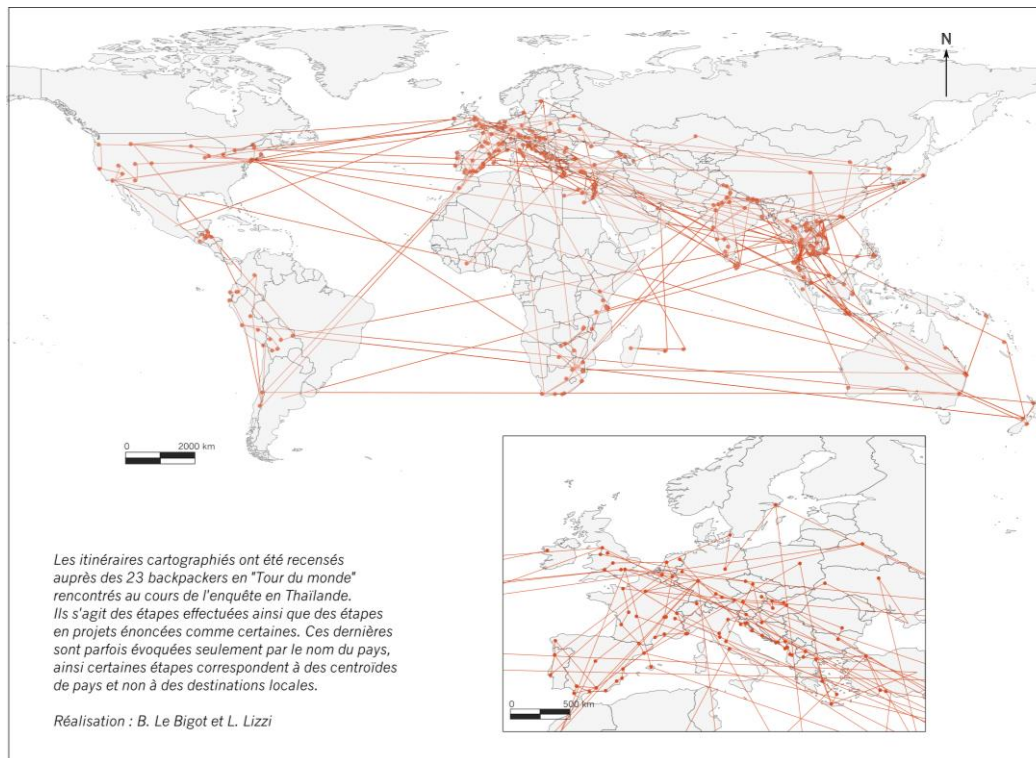 N
0 2000 km
Les itinéraires cartographiés ont été recensés
auprès des 23 backpackers en "Tour du monde"
rencontrés au cours de l'enquête en Thaïlande.
Ils s'agit des étapes effectuées ainsi que des étapes
en projets énoncées comme certaines. Ces dernières
sont parfois évoquées seulement par le nom du pays,
ainsi certaines étapes correspondent à des centroïdes
de pays et non à des destinations locales.
Réalisation : B. Le Bigot et L. Lizzi
0 500 km